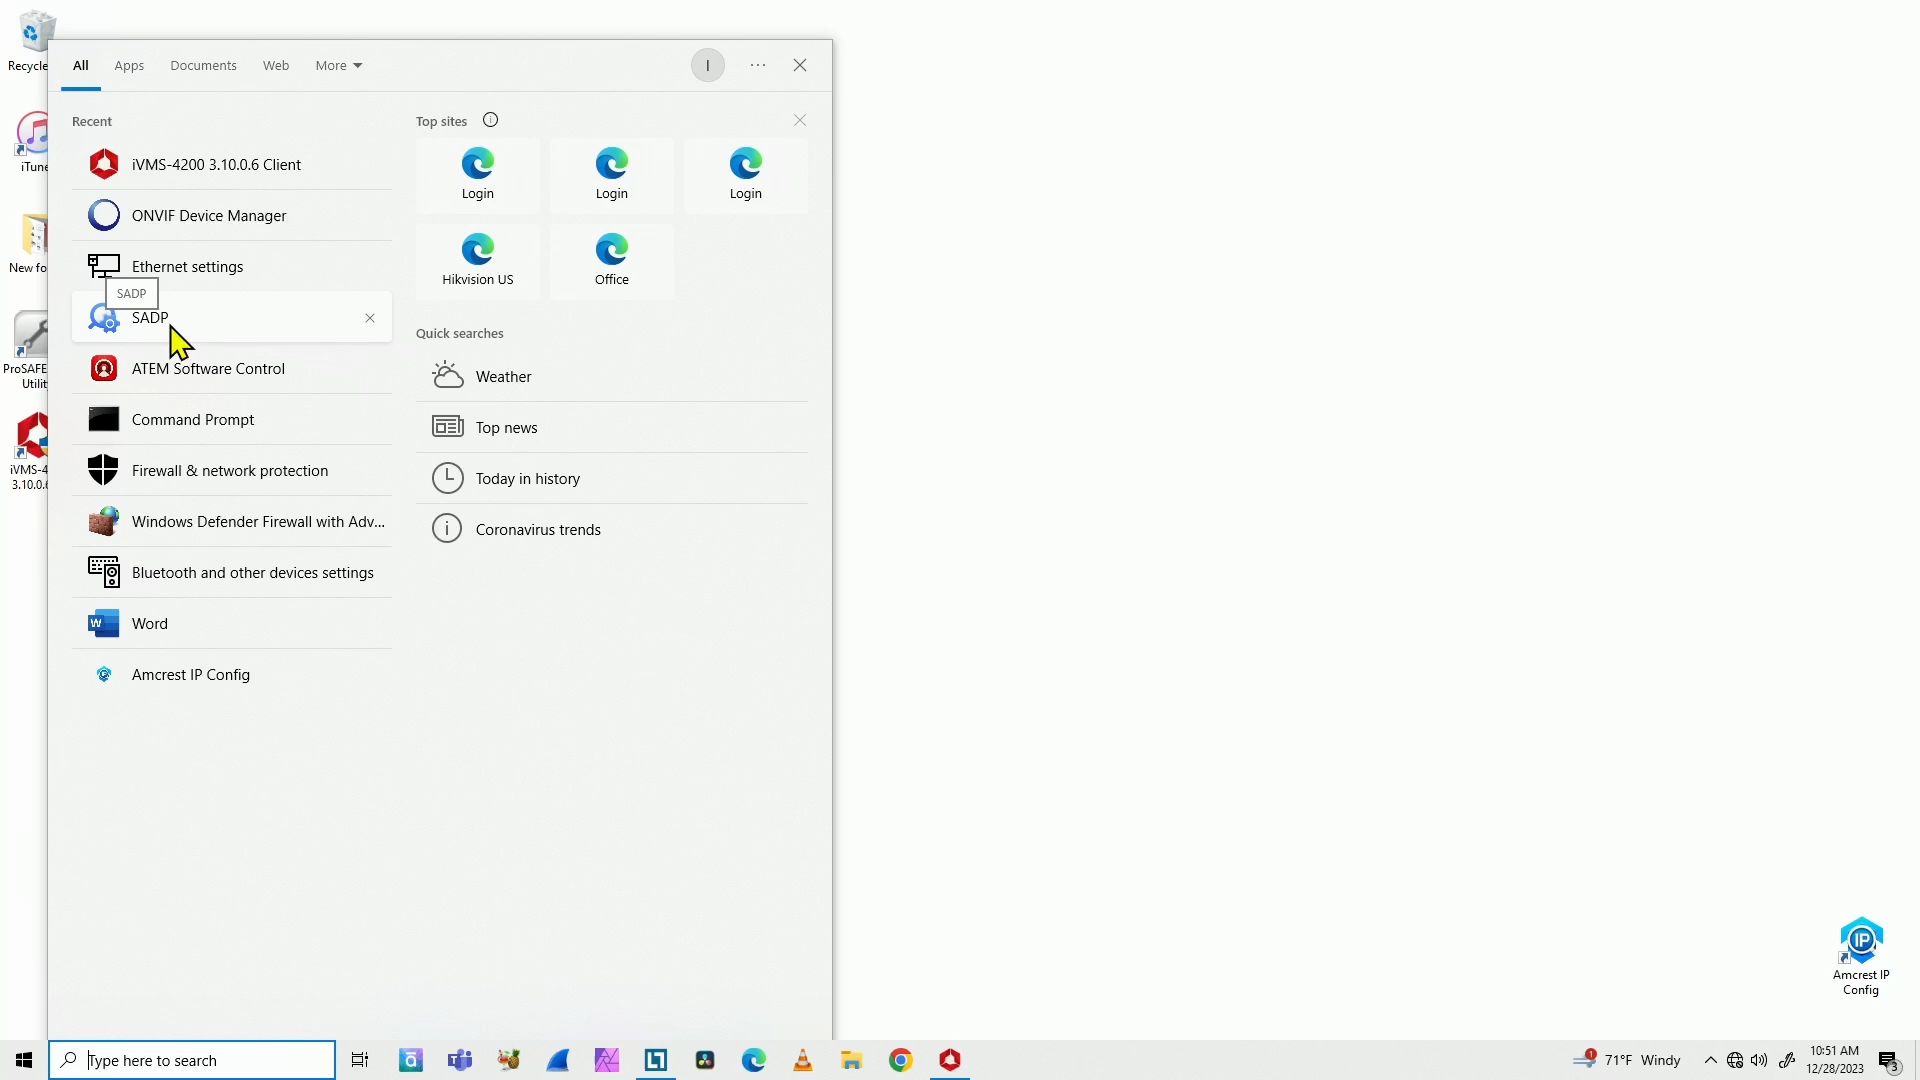 Recycle
iTune
New fo
ProSAFE
Utilit
iVMS-4
3.10.0.6
All
Apps
Documents
Web
More
I
Recent
iVMS-4200 3.10.0.6 Client
ONVIF Device Manager
Ethernet settings
SADP
SADP
ATEM Software Control
Command Prompt
Firewall & network protection
Windows Defender Firewall with Adv...
Bluetooth and other devices settings
Word
Amcrest IP Config
Top sites
Login
Login
Login
Hikvision US
Office
Quick searches
Weather
Top news
Today in history
Coronavirus trends
IP
Amcrest IP
Config
Type here to search
1
71°F Windy
10:51 AM
12/28/2023
3